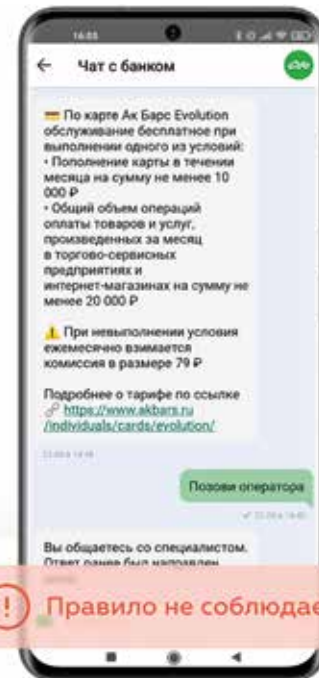 16:55
Чат с банком
💳 По карте Ак Барс Evolution
обслуживание бесплатное при
выполнении одного из условий:
• Пополнение карты в течении
месяца на сумму не менее 10
000 ₽
• Общий объем операций
оплаты товаров и услуг,
произведенных за месяц
в торгово-сервисных
предприятиях и
интернет-магазинах на сумму не
менее 20 000 ₽
⚠️ При невыполнении условия
ежемесячно взимается
комиссия в размере 79 ₽
Подробнее о тарифе по ссылке
🔗 https://www.akbars.ru
/individuals/cards/evolution/
Позови оператора
Вы общаетесь со специалистом.
Ответ ранее был направлен
Правило не соблюдае